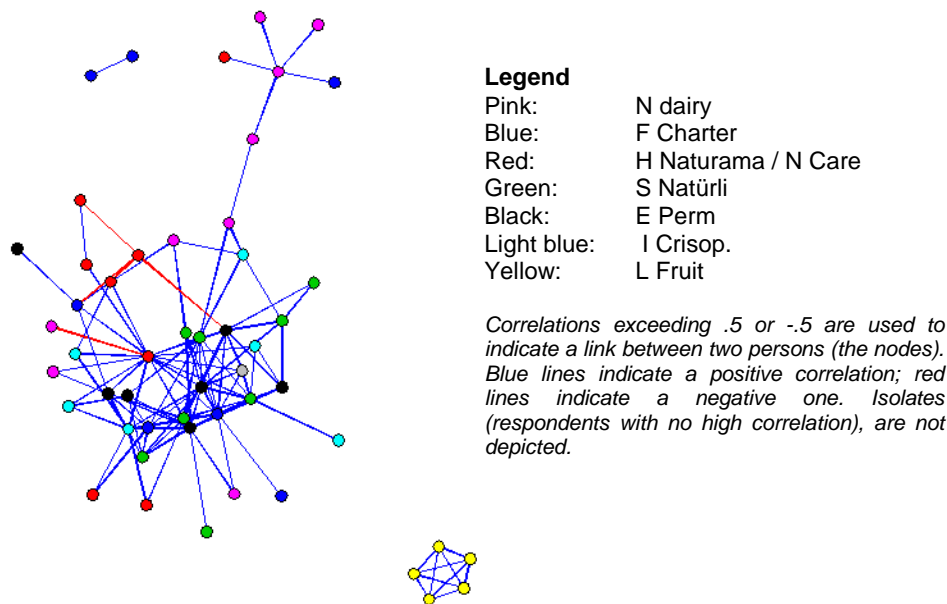 Legend
Pink: N dairy
Blue: F Charter
Red: H Naturama / N Care
Green: S Natürli
Black: E Perm
Light blue: I Crisop.
Yellow: L Fruit
Correlations exceeding .5 or -.5 are used to
indicate a link between two persons (the nodes).
Blue lines indicate a positive correlation; red
lines indicate a negative one. Isolates
(respondents with no high correlation), are not
depicted.